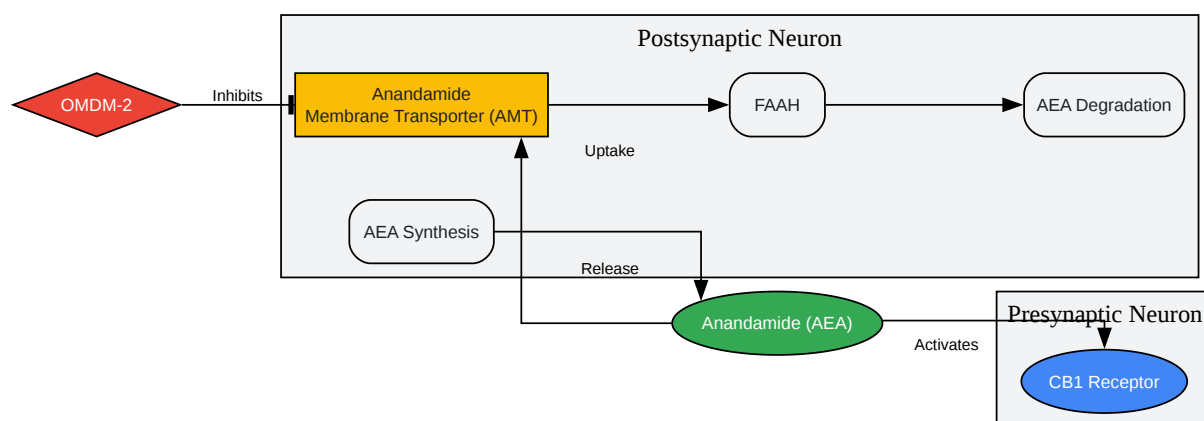 Postsynaptic Neuron
OMDM-2
Inhibits
Anandamide
Membrane Transporter (AMT)
FAAH
AEA Degradation
Uptake
AEA Synthesis
Release
Presynaptic Neuron
Anandamide (AEA)
Activates
CB1 Receptor